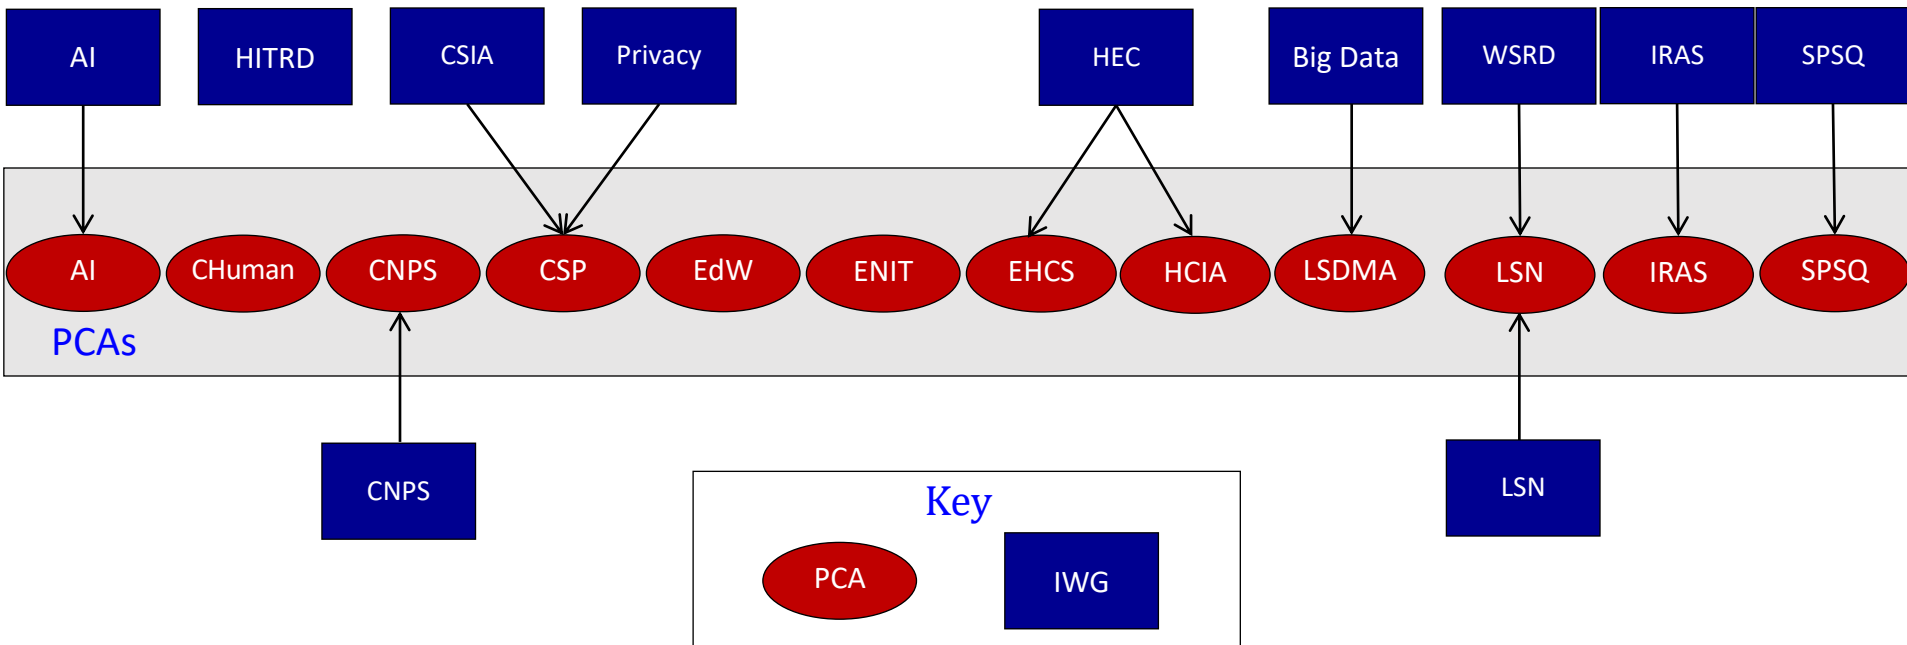 AI
HITRD
CSIA
Privacy
HEC
Big Data
WSRD
IRAS
SPSQ
AI
CHuman
CNPS
CSP
EdW
ENIT
EHCS
HCIA
LSDMA
LSN
IRAS
SPSQ
PCAs
CNPS
LSN
Key
PCA
IWG